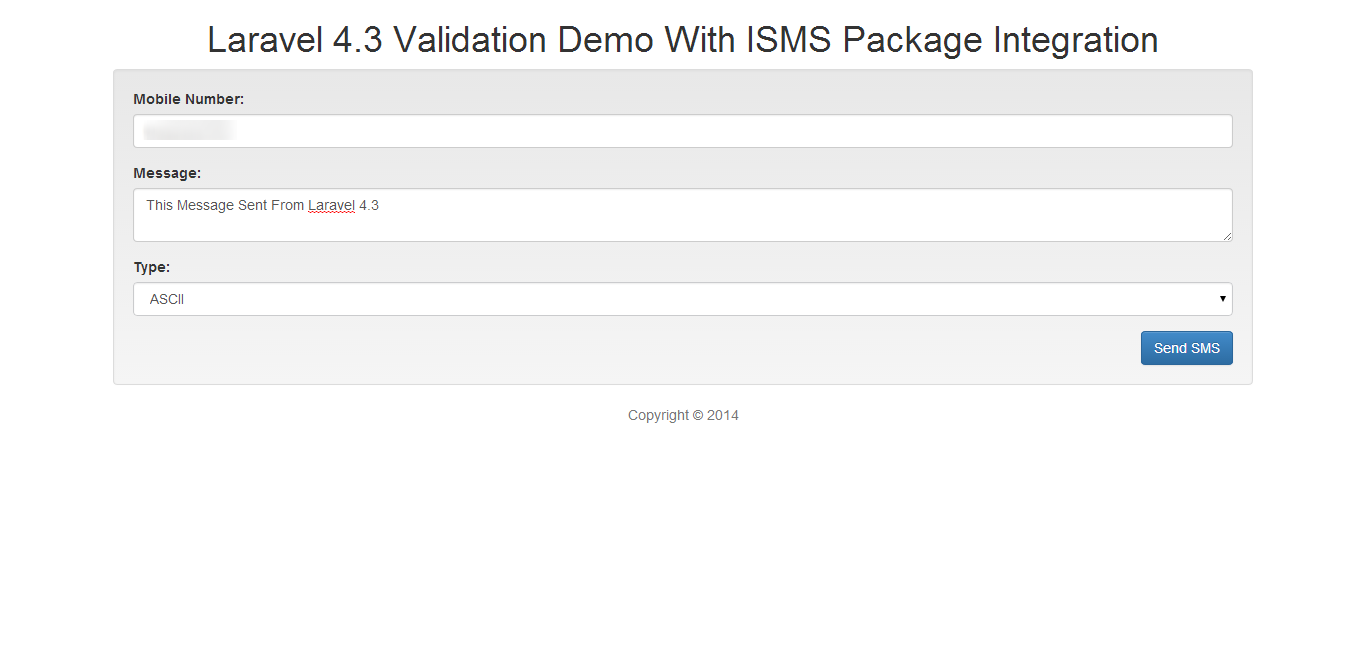 Laravel 4.3 Validation Demo With ISMS Package Integration
Mobile Number:
Message:
This Message Sent From Laravel 4.3
Type:
ASCII
Send SMS
Copyright © 2014